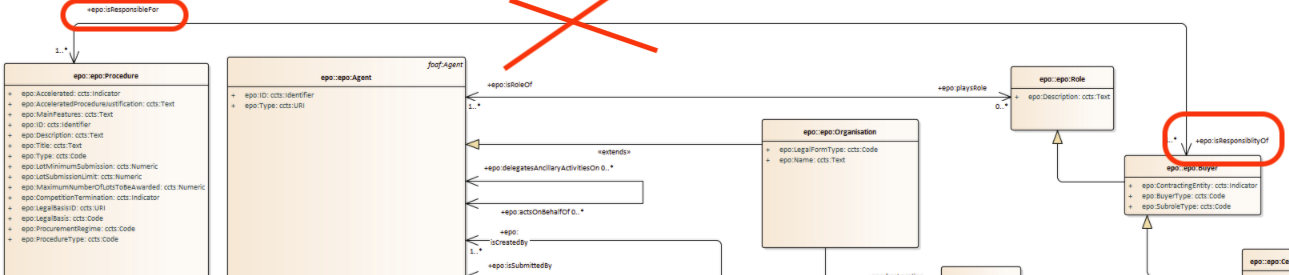 +epo:isResponsibleFor
1..*
epo::epo:Procedure
+ epo:Accelerated: ccts:Indicator
+ epo:AcceleratedProcedureJustification: ccts:Text
+ epo:MainFeatures: ccts:Text
+ epo:ID: ccts:Identifier
+ epo:Description: ccts:Text
+ epo:Title: ccts:Text
+ epo:Type: ccts:Code
+ epo:LotMinimumSubmission: ccts:Numeric
+ epo:LotSubmissionLimit: ccts:Numeric
+ epo:MaximumNumberOfLotsToBeAwarded: ccts:Numeric
+ epo:CompetitionTermination: ccts:Indicator
+ epo:LegalBasisID: ccts:URI
+ epo:LegalBasis: ccts:Code
+ epo:ProcurementRegime: ccts:Code
+ epo:ProcedureType: ccts:Code
foaf:Agent
epo::epo:Agent
+ epo:ID: ccts:Identifier
+ epo:Type: ccts:URI
+epo:isRoleOf
1..*
+epo:playsRole
0..*
epo::epo:Role
+ epo:Description: ccts:Text
«extends»
epo::epo:Organisation
+ epo:LegalFormType: ccts:Code
+ epo:Name: ccts:Text
+epo:delegatesAncillaryActivitiesOn 0..*
+epo:actsOnBehalfOf 0..*
+epo:
isCreatedBy
1..*
+epo:isSubmittedBy
..*
+epo:isResponsiblityOf
epo::epo:Buyer
+ epo:ContractingEntity: ccts:Indicator
+ epo:BuyerType: ccts:Code
+ epo:SubroleType: ccts:Code
epo::epo:Ce